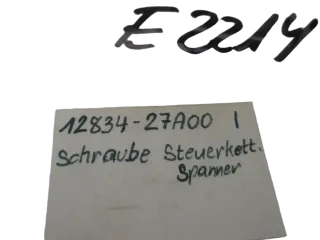 E2214
12834-27A00 1
Schraube Steuerkett.
Spanner